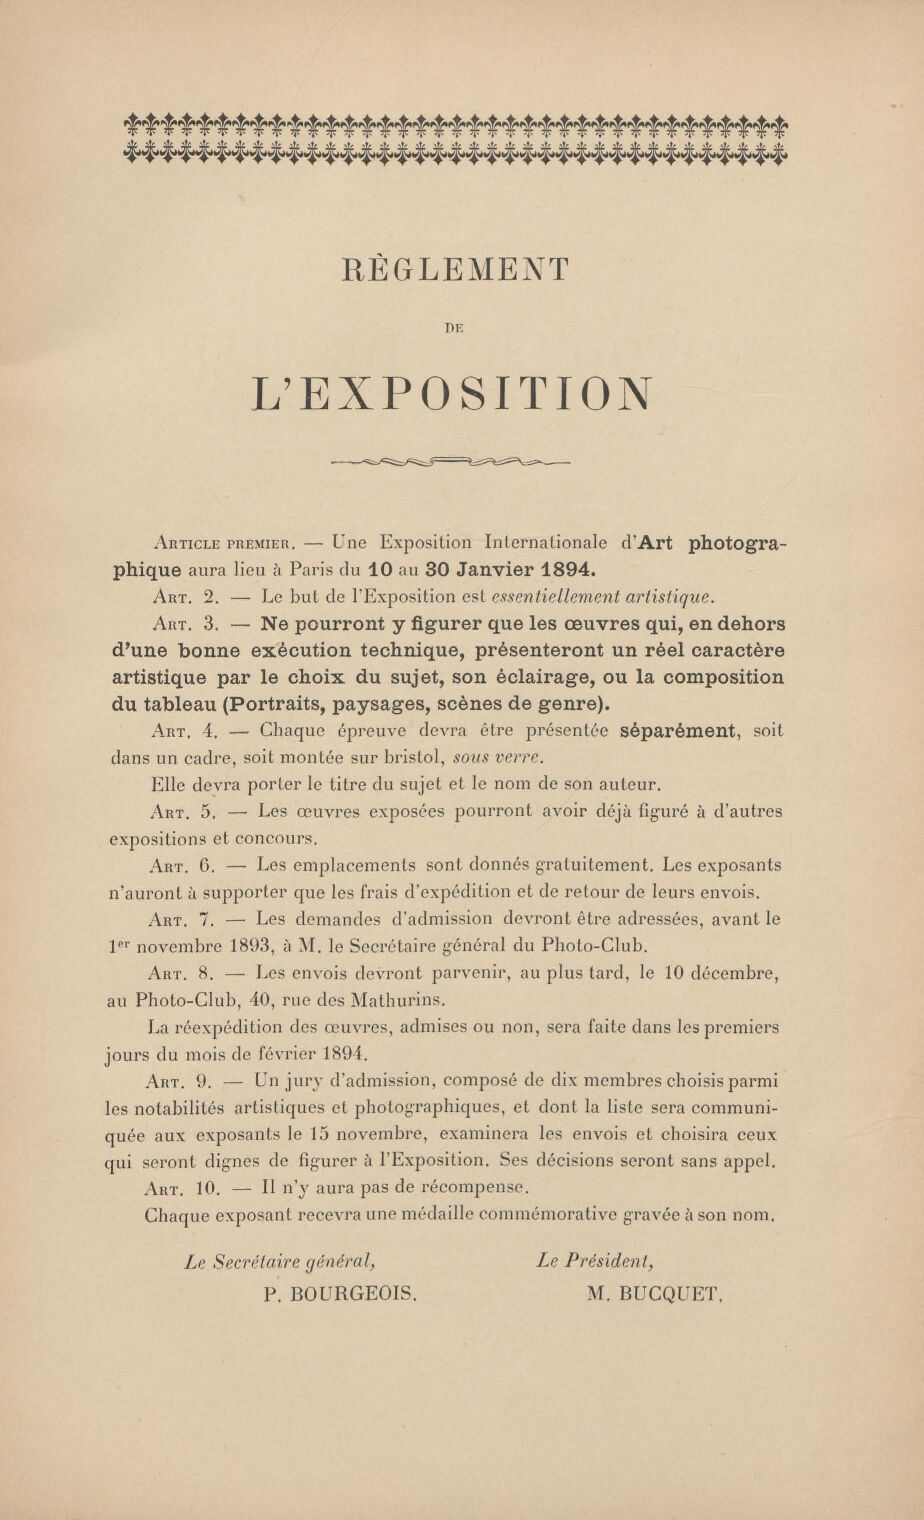 RÈGLEMENT
DE
L'EXPOSITION
ARTICLE PREMIER. — Une Exposition Internationale d'Art photogra-
phique aura lieu à Paris du 10 au 30 Janvier 1894.
ART. 2. — Le but de l'Exposition est essentiellement artistique.
ART. 3. — Ne pourront y figurer que les œuvres qui, en dehors
d'une bonne exécution technique, présenteront un réel caractère
artistique par le choix du sujet, son éclairage, ou la composition
du tableau (Portraits, paysages, scènes de genre).
ART. 4. — Chaque épreuve devra être présentée séparément, soit
dans un cadre, soit montée sur bristol, sous verre.
Elle devra porter le titre du sujet et le nom de son auteur.
ART. 5. — Les œuvres exposées pourront avoir déjà figuré à d'autres
expositions et concours.
ART. 6. — Les emplacements sont donnés gratuitement. Les exposants
n'auront à supporter que les frais d'expédition et de retour de leurs envois.
ART. 7. — Les demandes d'admission devront être adressées, avant le
1er novembre 1893, à M. le Secrétaire général du Photo-Club.
ART. 8. — Les envois devront parvenir, au plus tard, le 10 décembre,
au Photo-Club, 40, rue des Mathurins.
La réexpédition des œuvres, admises ou non, sera faite dans les premiers
jours du mois de février 1894.
ART. 9. — Un jury d'admission, composé de dix membres choisis parmi
les notabilités artistiques et photographiques, et dont la liste sera communi-
quée aux exposants le 15 novembre, examinera les envois et choisira ceux
qui seront dignes de figurer à l'Exposition. Ses décisions seront sans appel.
ART. 10. — Il n'y aura pas de récompense.
Chaque exposant recevra une médaille commémorative gravée à son nom.
Le Secrétaire général, Le Président,
P. BOURGEOIS. M. BUCQUET.